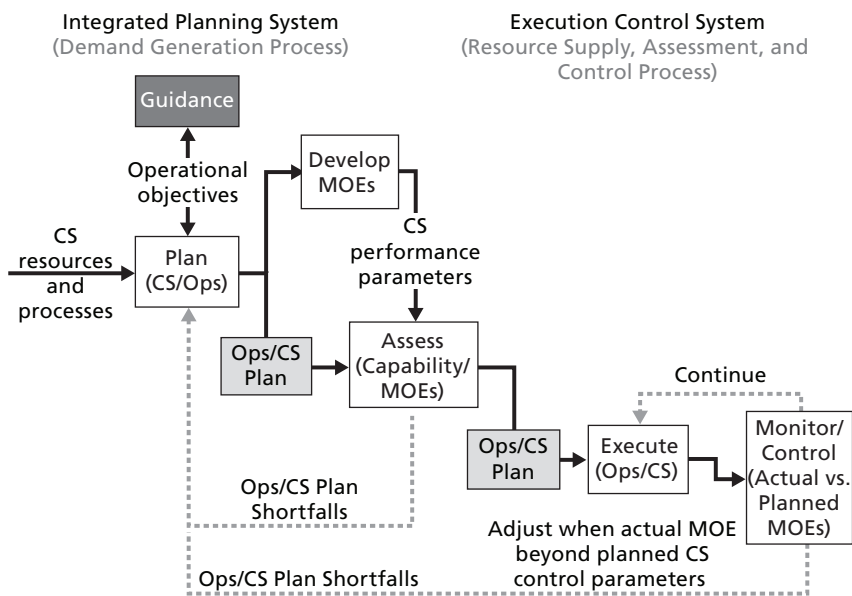 Integrated Planning System
(Demand Generation Process)
Execution Control System
(Resource Supply, Assessment, and
Control Process)
Guidance
Operational
objectives
Develop
MOEs
CS
resources
and
processes
Plan
(CS/Ops)
CS
performance
parameters
Ops/CS
Plan
Assess
(Capability/
MOEs)
Continue
Ops/CS
Plan
Execute
(Ops/CS)
Monitor/
Control
(Actual vs.
Planned
MOEs)
Ops/CS Plan
Shortfalls
Adjust when actual MOE
beyond planned CS
control parameters
Ops/CS Plan Shortfalls